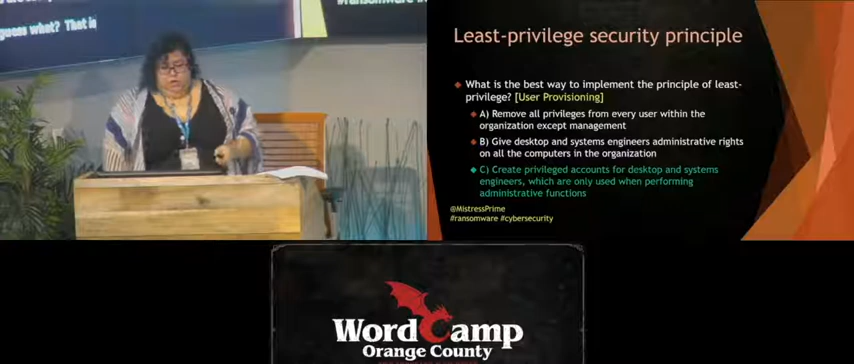 guess what? That is
#ransomware
Least-privilege security principle
What is the best way to implement the principle of least-
privilege? [User Provisioning]
A) Remove all privileges from every user within the
organization except management
B) Give desktop and systems engineers administrative rights
on all the computers in the organization
C) Create privileged accounts for desktop and systems
engineers, which are only used when performing
administrative functions
@MistressPrime
#ransomware #cybersecurity
WordCamp
Orange County